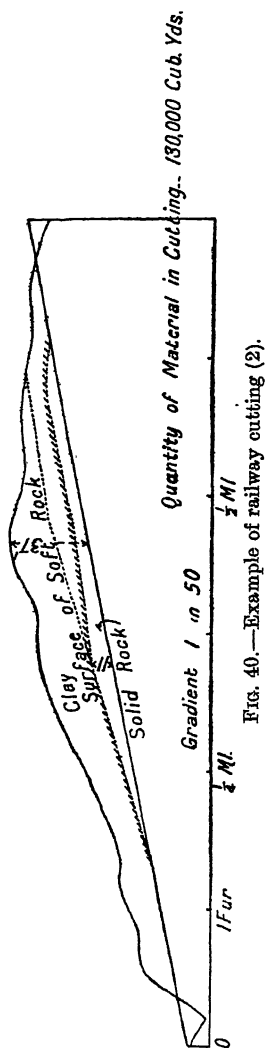 Clay
Surface of Soft Rock
37'
11'
Solid Rock
Gradient 1 in 50
Quantity of Material in Cutting.. 130,000 Cub. Yds.
0
1 Fur
¼ Ml.
½ Ml
FIG. 40.—Example of railway cutting (2).